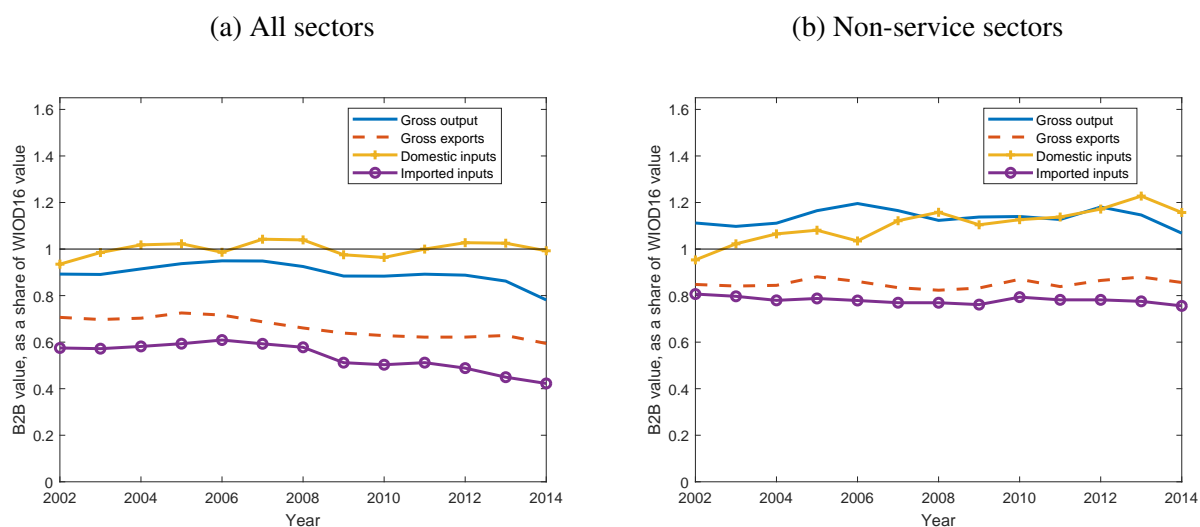 (a) All sectors
B2B value, as a share of WIOD16 value
1.6
1.4
1.2
1
0.8
0.6
0.4
0.2
0
Gross output
Gross exports
Domestic inputs
Imported inputs
2002 2004 2006 2008 2010 2012 2014
Year
(b) Non-service sectors
B2B value, as a share of WIOD16 value
1.6
1.4
1.2
1
0.8
0.6
0.4
0.2
0
Gross output
Gross exports
Domestic inputs
Imported inputs
2002 2004 2006 2008 2010 2012 2014
Year